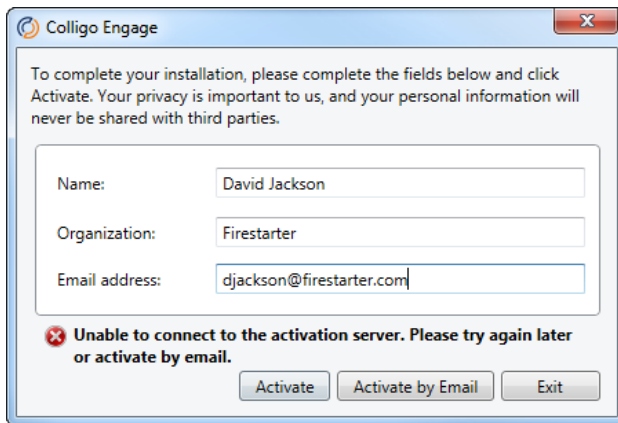 Colligo Engage
To complete your installation, please complete the fields below and click
Activate. Your privacy is important to us, and your personal information will
never be shared with third parties.
Name: David Jackson
Organization: Firestarter
Email address: djackson@firestarter.com
Unable to connect to the activation server. Please try again later
or activate by email.
Activate Activate by Email Exit